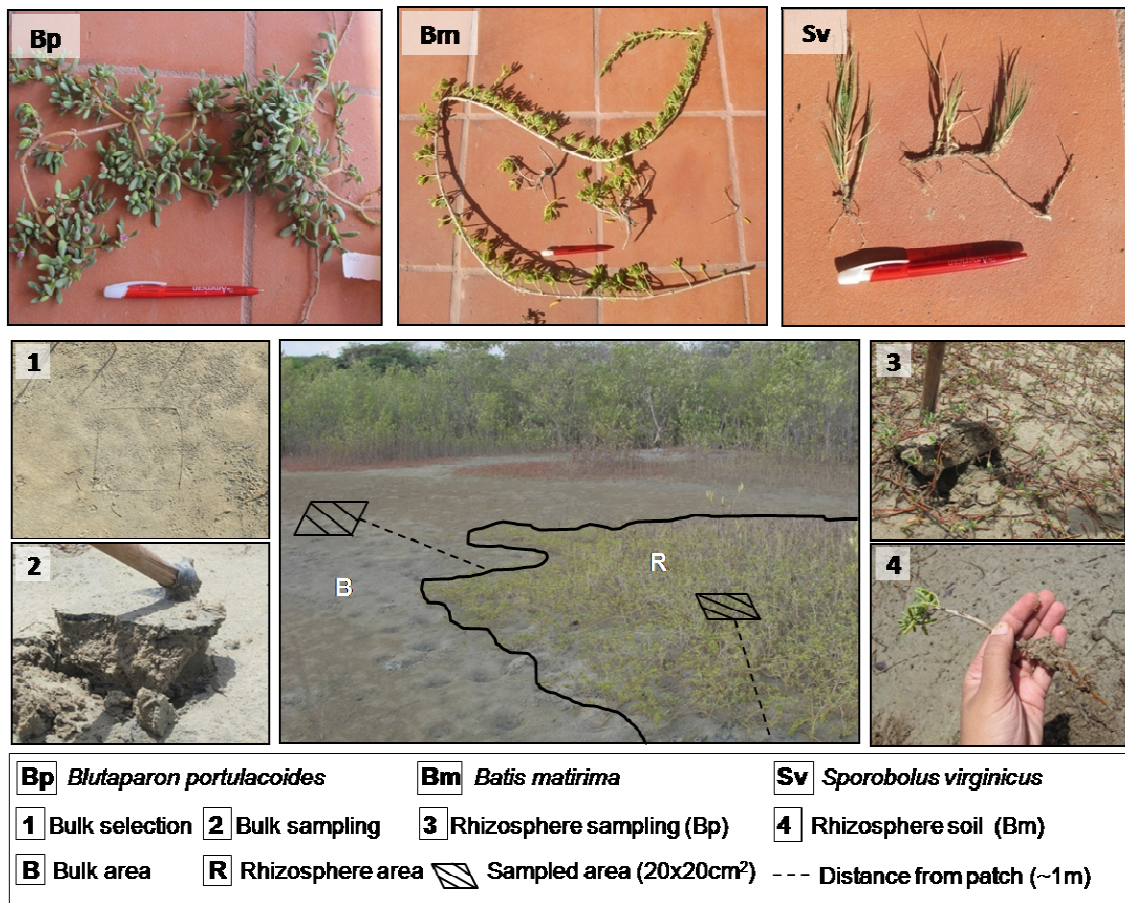 Bp
Bm
Sv
1
2
B
R
3
4
Bp Blutaparon portulacoides Bm Batis matirima Sv Sporobolus virginicus
1 Bulk selection 2 Bulk sampling 3 Rhizosphere sampling (Bp) 4 Rhizosphere soil (Bm)
B Bulk area R Rhizosphere area Sampled area (20x20cm²) Distance from patch (~1m)